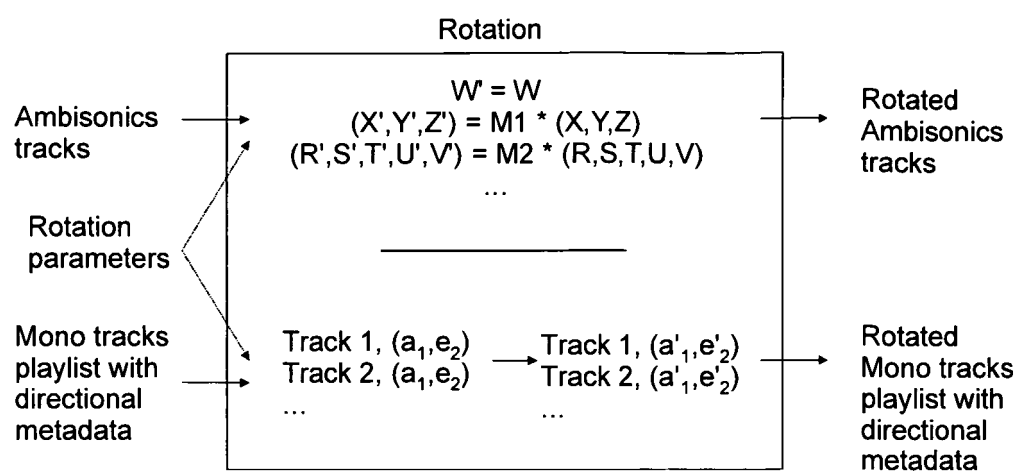 Rotation
Ambisonics
tracks
Rotation
parameters
Mono tracks
playlist with
directional
metadata
W' = W
(X',Y',Z') = M1 * (X,Y,Z)
(R',S',T',U',V') = M2 * (R,S,T,U,V)
...
Track 1, (a₁,e₂)
Track 2, (a₁,e₂)
...
Track 1, (a'₁,e'₂)
Track 2, (a'₁,e'₂)
...
Rotated
Ambisonics
tracks
Rotated
Mono tracks
playlist with
directional
metadata